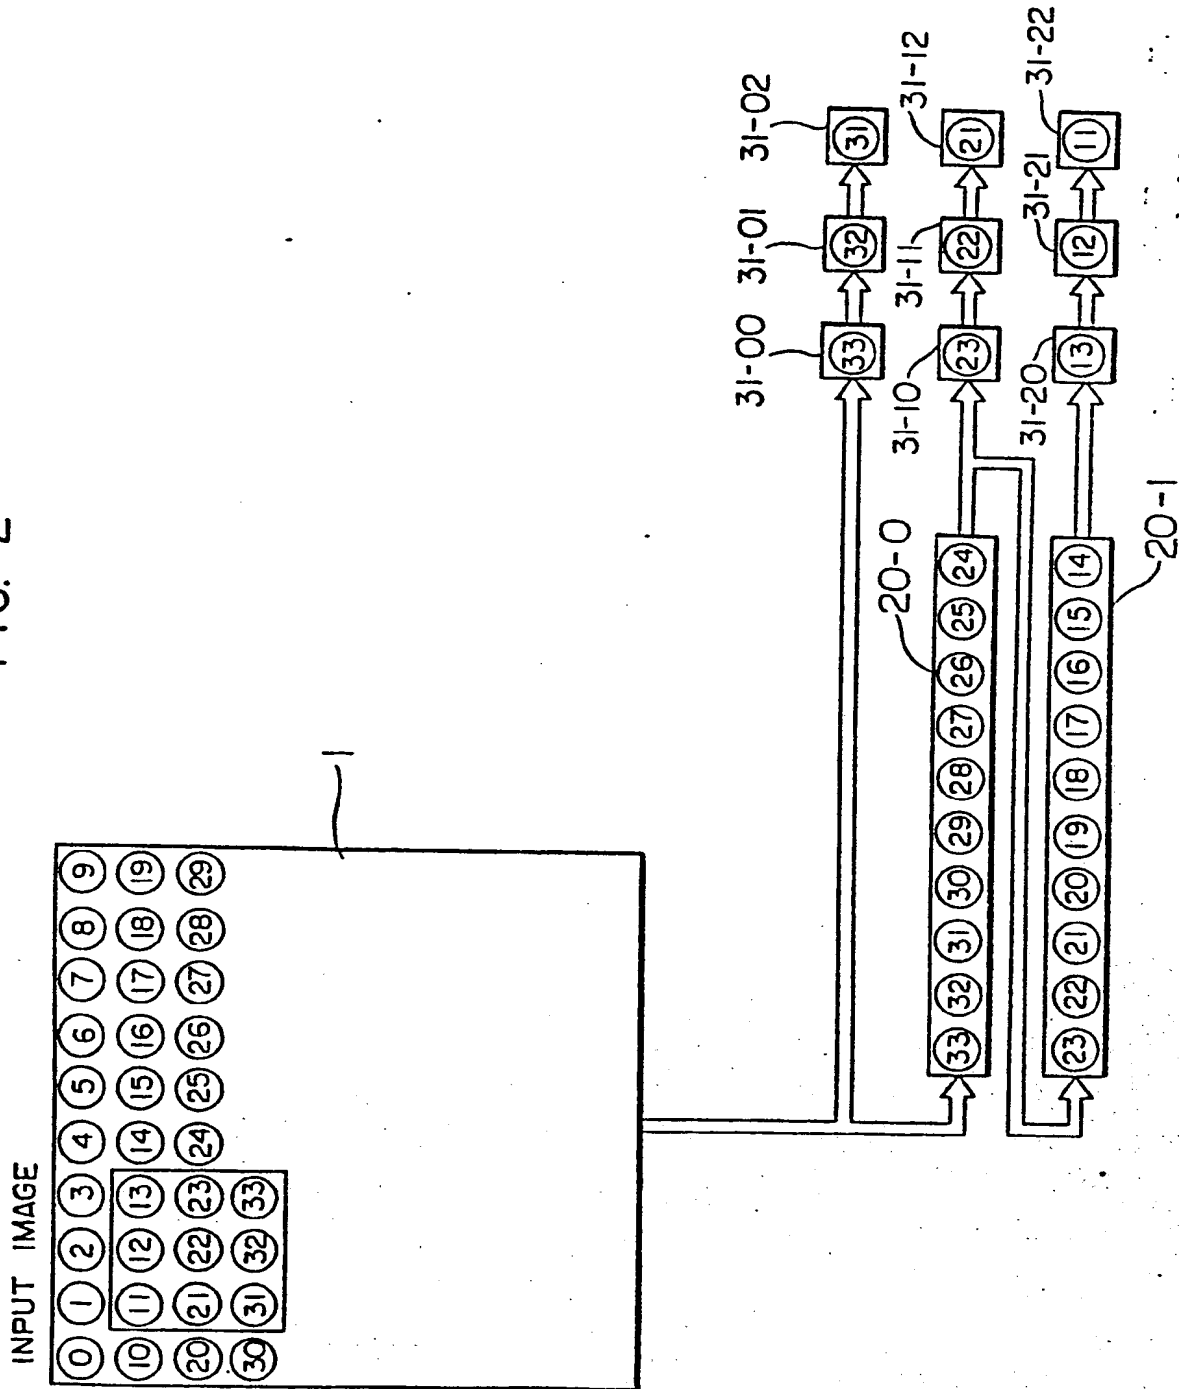 FIG. 2
INPUT IMAGE
0 1 2 3 4 5 6 7 8 9
10 11 12 13 14 15 16 17 18 19
20 21 22 23 24 25 26 27 28 29
30 31 32 33
1
31-00 31-01 31-02
33 32 31
20-0
31-10 31-11 31-12
33 32 31 30 29 28 27 26 25 24
23 22 21
31-20 31-21 31-22
23 22 21 20 19 18 17 16 15 14
13 12 11
20-1